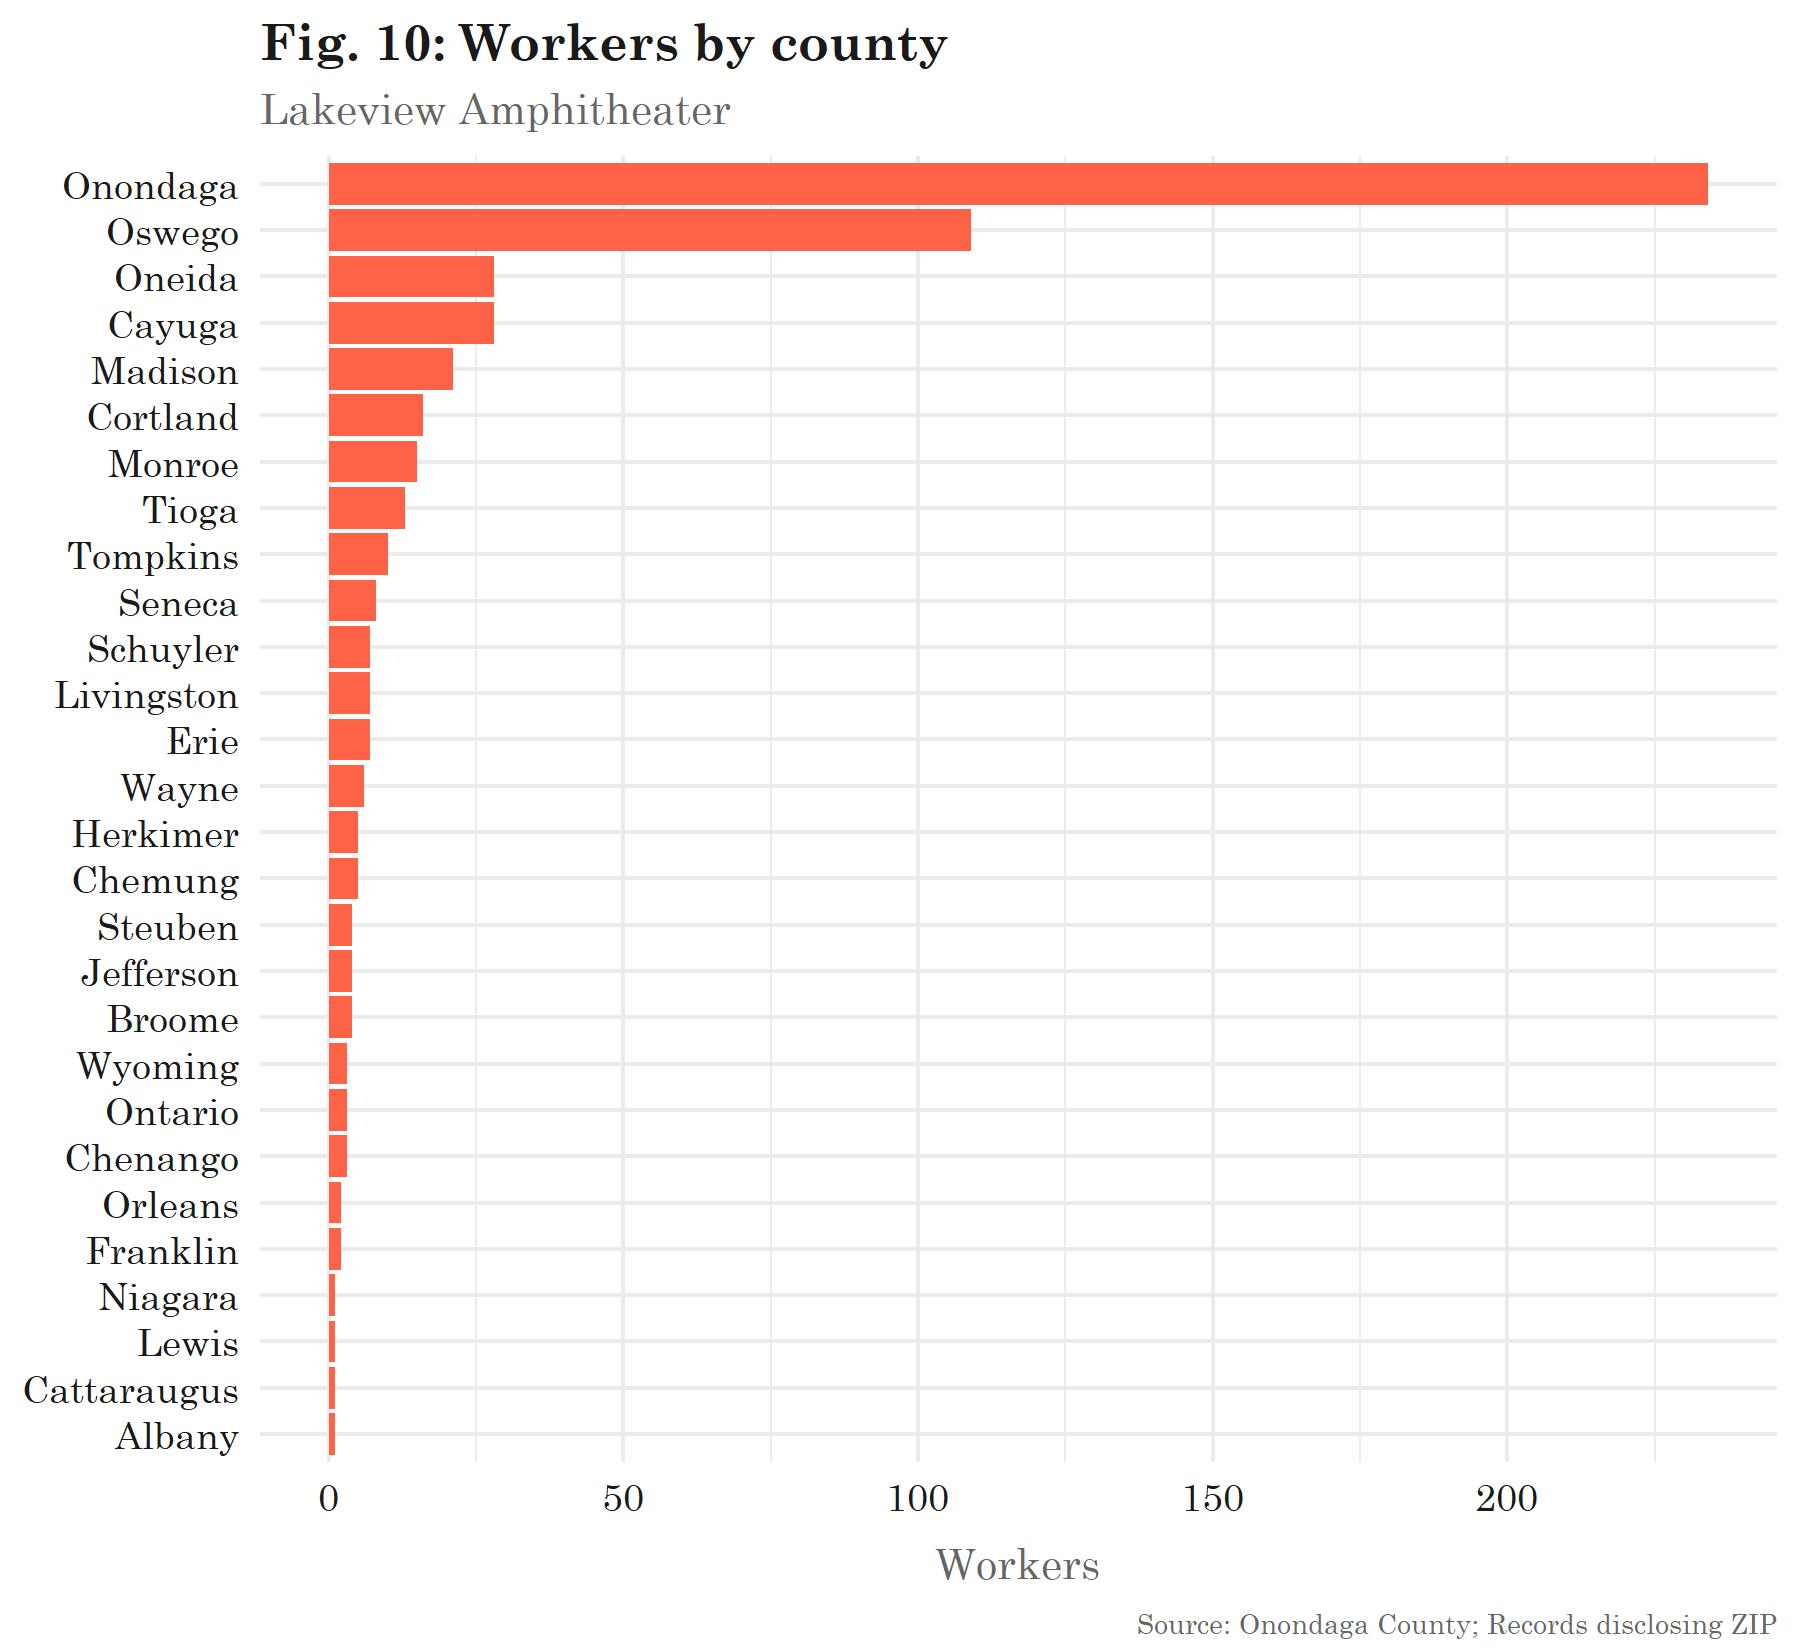 Fig. 10: Workers by county
Lakeview Amphitheater
Onondaga
Oswego
Oneida
Cayuga
Madison
Cortland
Monroe
Tioga
Tompkins
Seneca
Schuyler
Livingston
Erie
Wayne
Herkimer
Chemung
Steuben
Jefferson
Broome
Wyoming
Ontario
Chenango
Orleans
Franklin
Niagara
Lewis
Cattaraugus
Albany
0 50 100 150 200
Workers
Source: Onondaga County; Records disclosing ZIP